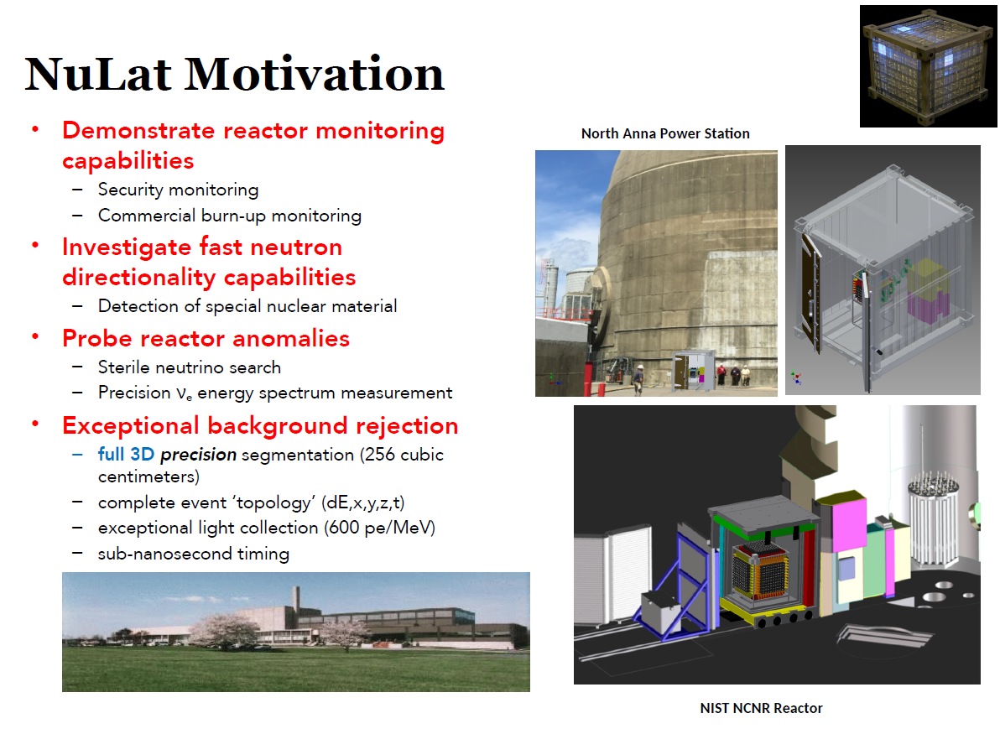 NuLat Motivation
• Demonstrate reactor monitoring
capabilities
– Security monitoring
– Commercial burn-up monitoring
• Investigate fast neutron
directionality capabilities
– Detection of special nuclear material
• Probe reactor anomalies
– Sterile neutrino search
– Precision νe energy spectrum measurement
• Exceptional background rejection
– full 3D precision segmentation (256 cubic
centimeters)
– complete event ‘topology’ (dE,x,y,z,t)
– exceptional light collection (600 pe/MeV)
– sub-nanosecond timing
North Anna Power Station
NIST NCNR Reactor